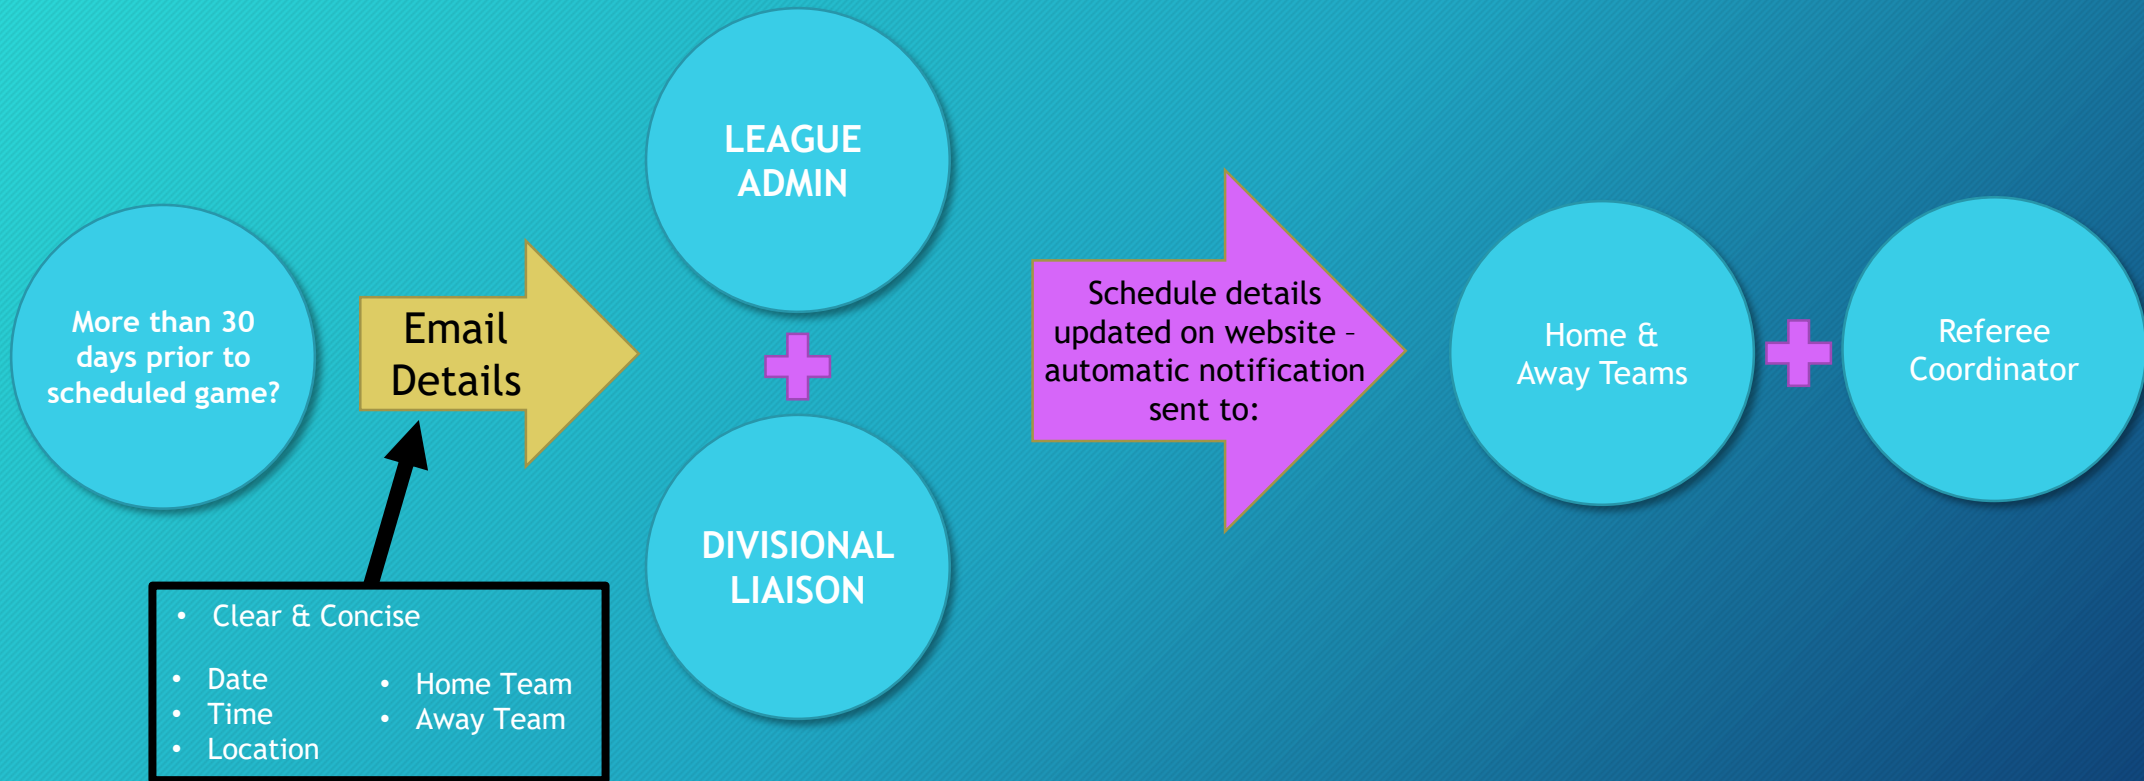 More than 30
days prior to
scheduled game?
Email
Details
• Clear & Concise
• Date
• Time
• Location
• Home Team
• Away Team
LEAGUE
ADMIN
DIVISIONAL
LIAISON
Schedule details
updated on website –
automatic notification
sent to:
Home &
Away Teams
Referee
Coordinator